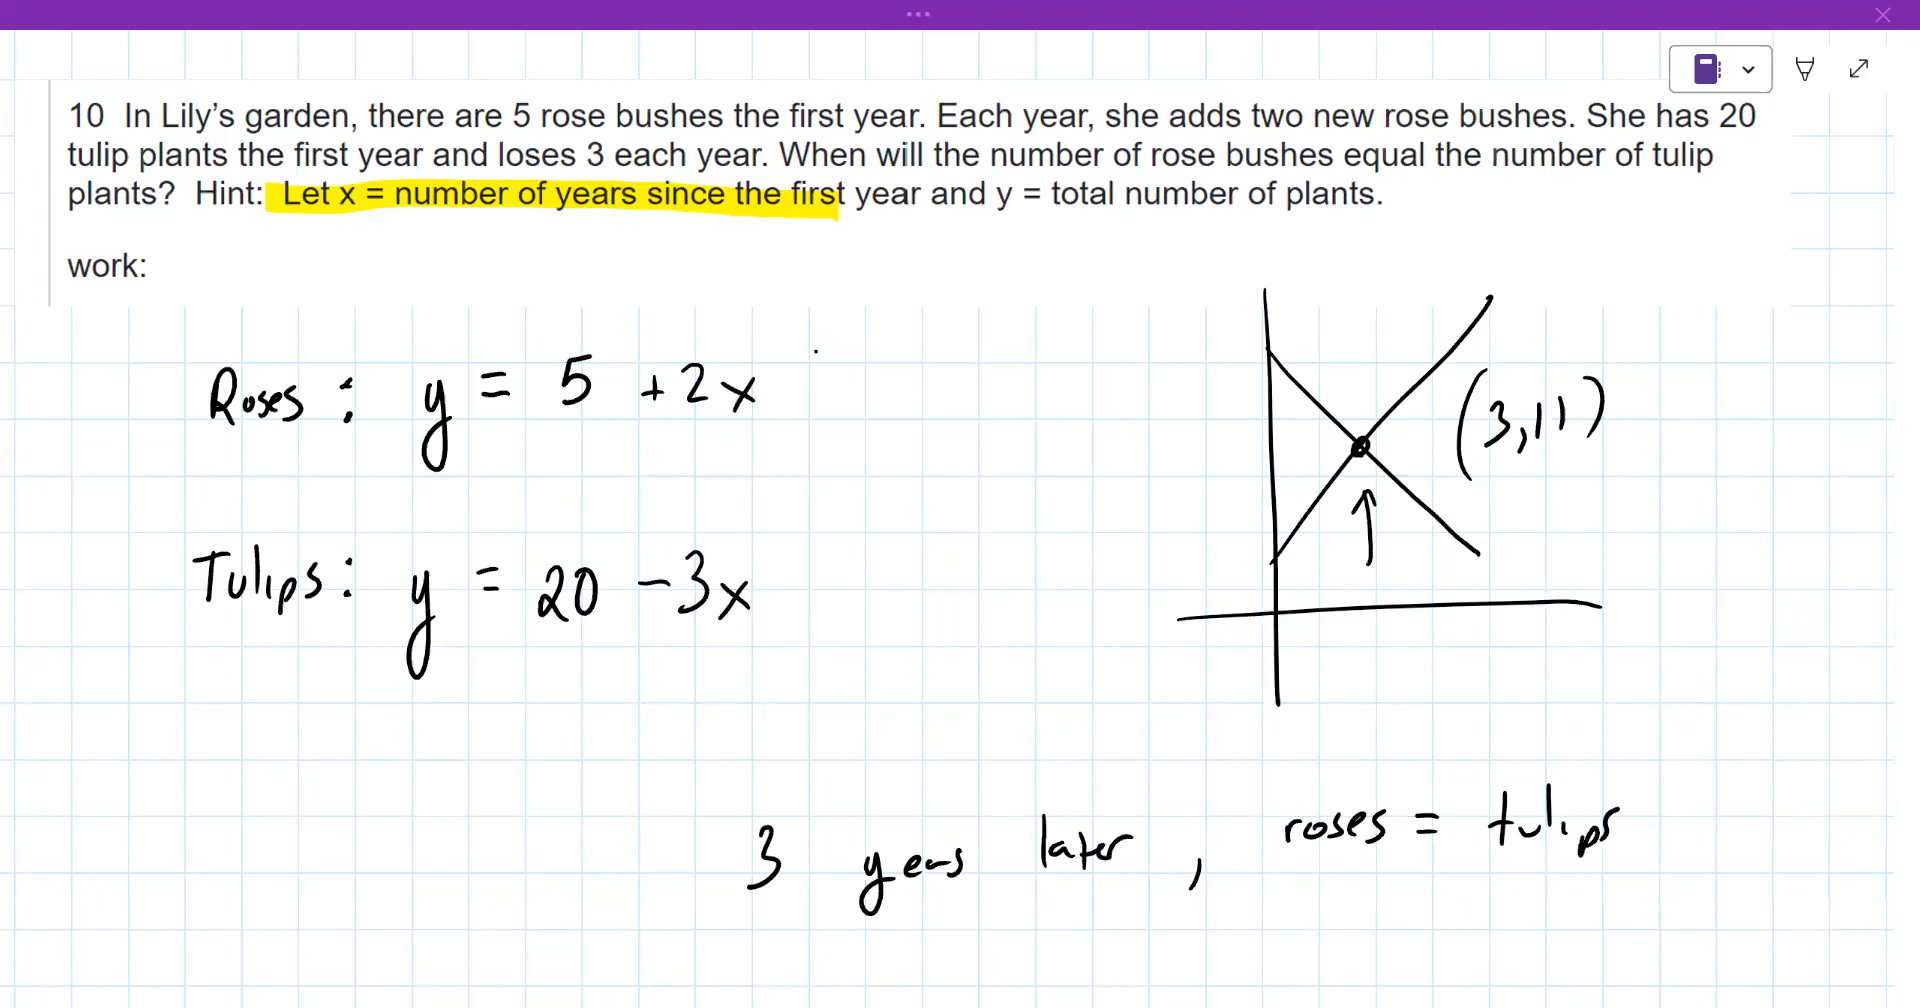 10 In Lily’s garden, there are 5 rose bushes the first year. Each year, she adds two new rose bushes. She has 20
tulip plants the first year and loses 3 each year. When will the number of rose bushes equal the number of tulip
plants? Hint: Let x = number of years since the first year and y = total number of plants.
work:
Roses : y = 5 + 2x
(3,11)
Tulips : y = 20 - 3x
3 years later , roses = tulips